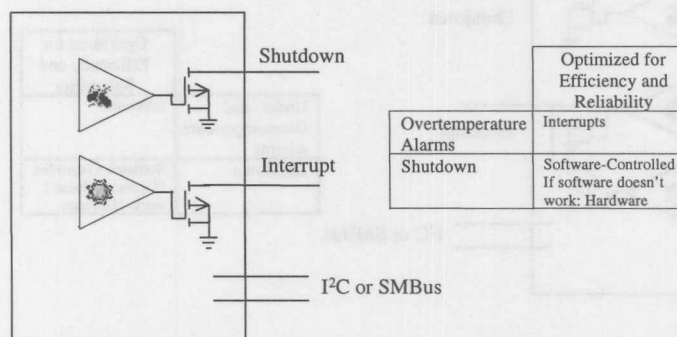 Shutdown
Interrupt
I²C or SMBus
Optimized for
Efficiency and
Reliability
Overtemperature
Alarms
Interrupts
Shutdown
Software-Controlled
If software doesn't
work: Hardware